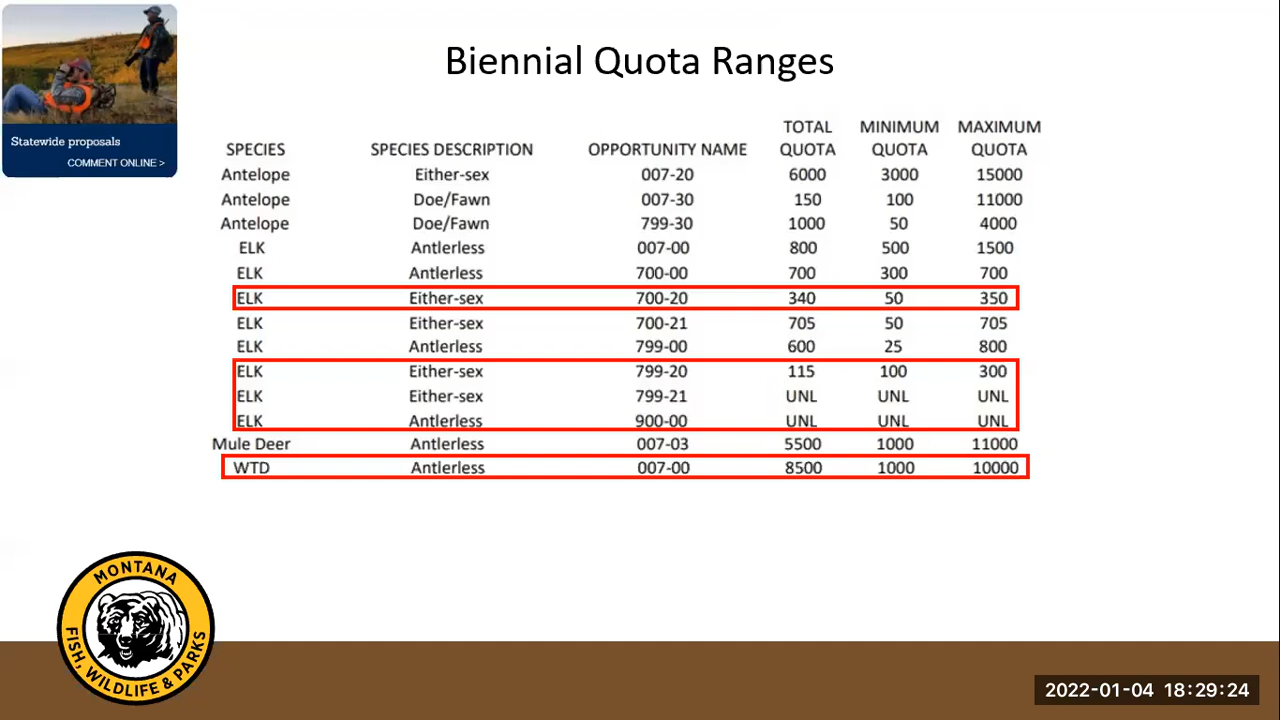 Biennial Quota Ranges
Statewide proposals
COMMENT ONLINE >
SPECIES SPECIES DESCRIPTION OPPORTUNITY NAME TOTAL QUOTA MINIMUM QUOTA MAXIMUM QUOTA
Antelope Either-sex 007-20 6000 3000 15000
Antelope Doe/Fawn 007-30 150 100 11000
Antelope Doe/Fawn 799-30 1000 50 4000
ELK Antlerless 007-00 800 500 1500
ELK Antlerless 700-00 700 300 700
ELK Either-sex 700-20 340 50 350
ELK Either-sex 700-21 705 50 705
ELK Antlerless 799-00 600 25 800
ELK Either-sex 799-20 115 100 300
ELK Either-sex 799-21 UNL UNL UNL
ELK Antlerless 900-00 UNL UNL UNL
Mule Deer Antlerless 007-03 5500 1000 11000
WTD Antlerless 007-00 8500 1000 10000
MONTANA
FISH, WILDLIFE & PARKS
2022-01-04 18:29:24